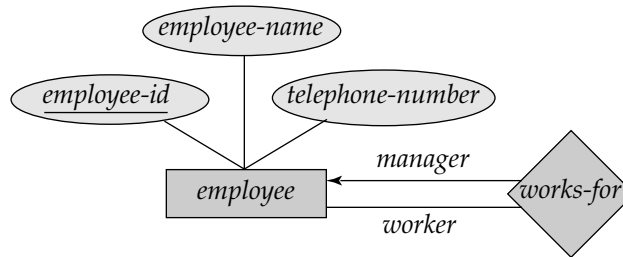 employee-name
employee-id
telephone-number
manager
employee
works-for
worker